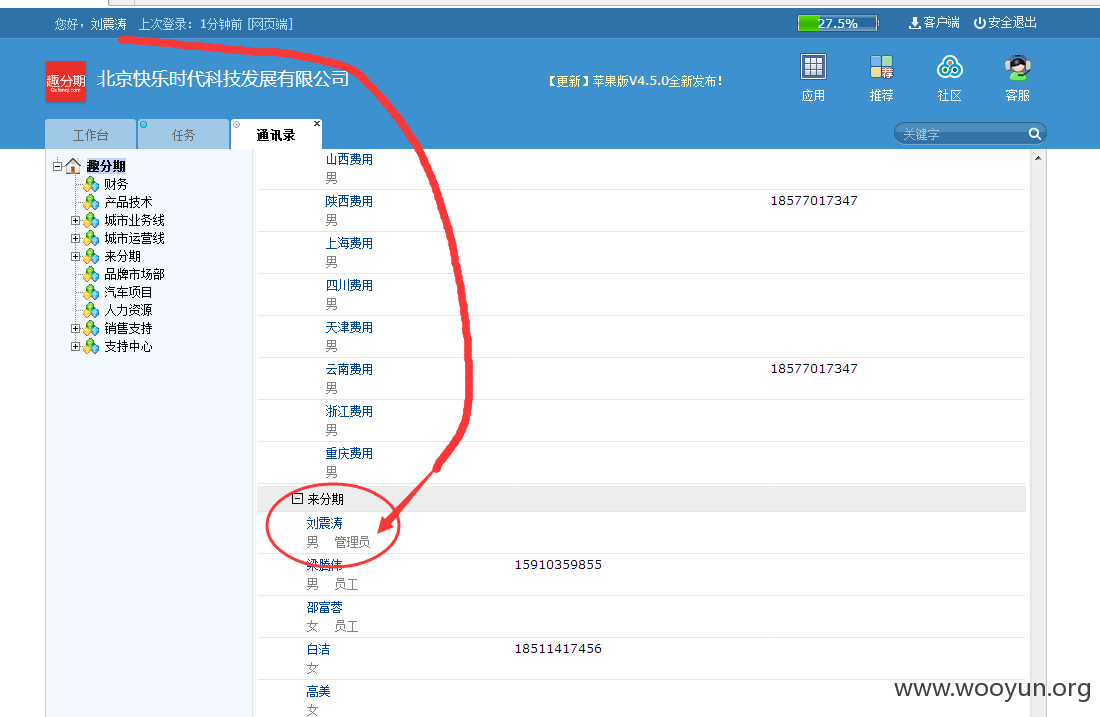 您好，刘震涛 上次登录：1分钟前 [网页端] 27.5% 客户端 安全退出
趣分期 Qufenqi.com 北京快乐时代科技发展有限公司 【更新】苹果版V4.5.0全新发布！
应用 推荐 社区 客服
工作台 任务 通讯录 关键字
趣分期
财务
产品技术
城市业务线
城市运营线
来分期
品牌市场部
汽车项目
人力资源
销售支持
支持中心
山西费用
男
陕西费用 18577017347
男
上海费用
男
四川费用
男
天津费用
男
云南费用 18577017347
男
浙江费用
男
重庆费用
男
来分期
刘震涛
男 管理员
梁腾伟 15910359855
男 员工
邵富蓉
女 员工
白洁 18511417456
女
高美
女
www.wooyun.org